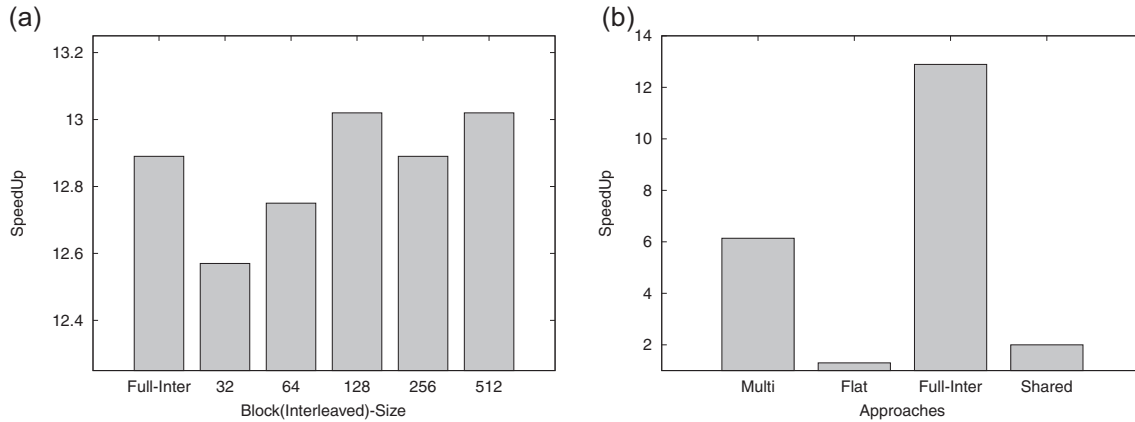 (a)
SpeedUp
13.2
13
12.8
12.6
12.4
Full-Inter 32 64 128 256 512
Block(Interleaved)-Size
(b)
SpeedUp
14
12
10
8
6
4
2
Multi Flat Full-Inter Shared
Approaches